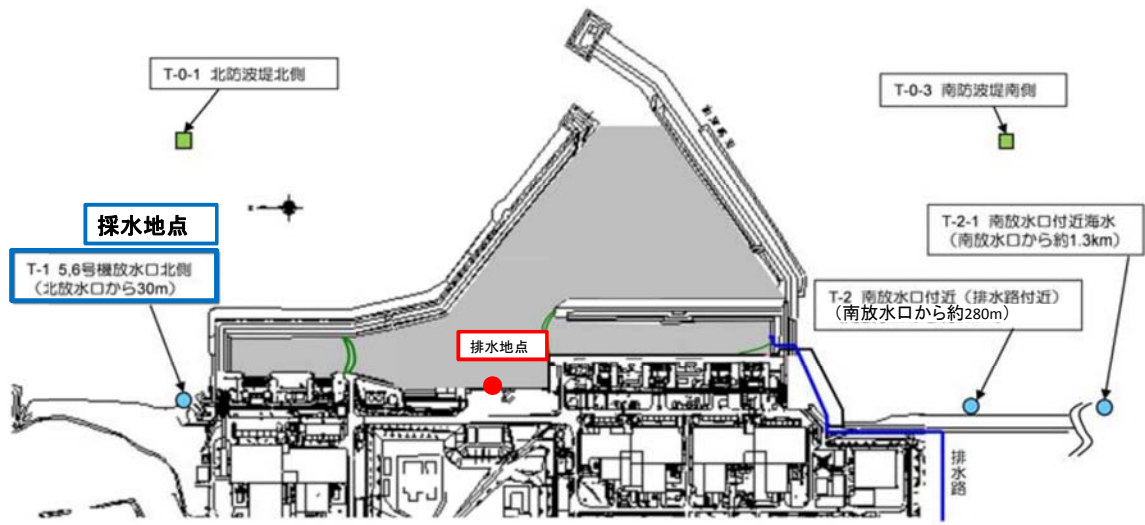 T-0-1 北防波堤北側
T-0-3 南防波堤南側
採水地点
T-1 5,6号機放水口北側
（北放水口から30m）
T-2-1 南放水口付近海水
（南放水口から約1.3km）
T-2 南放水口付近（排水路付近）
（南放水口から約280m）
排水地点
排水路